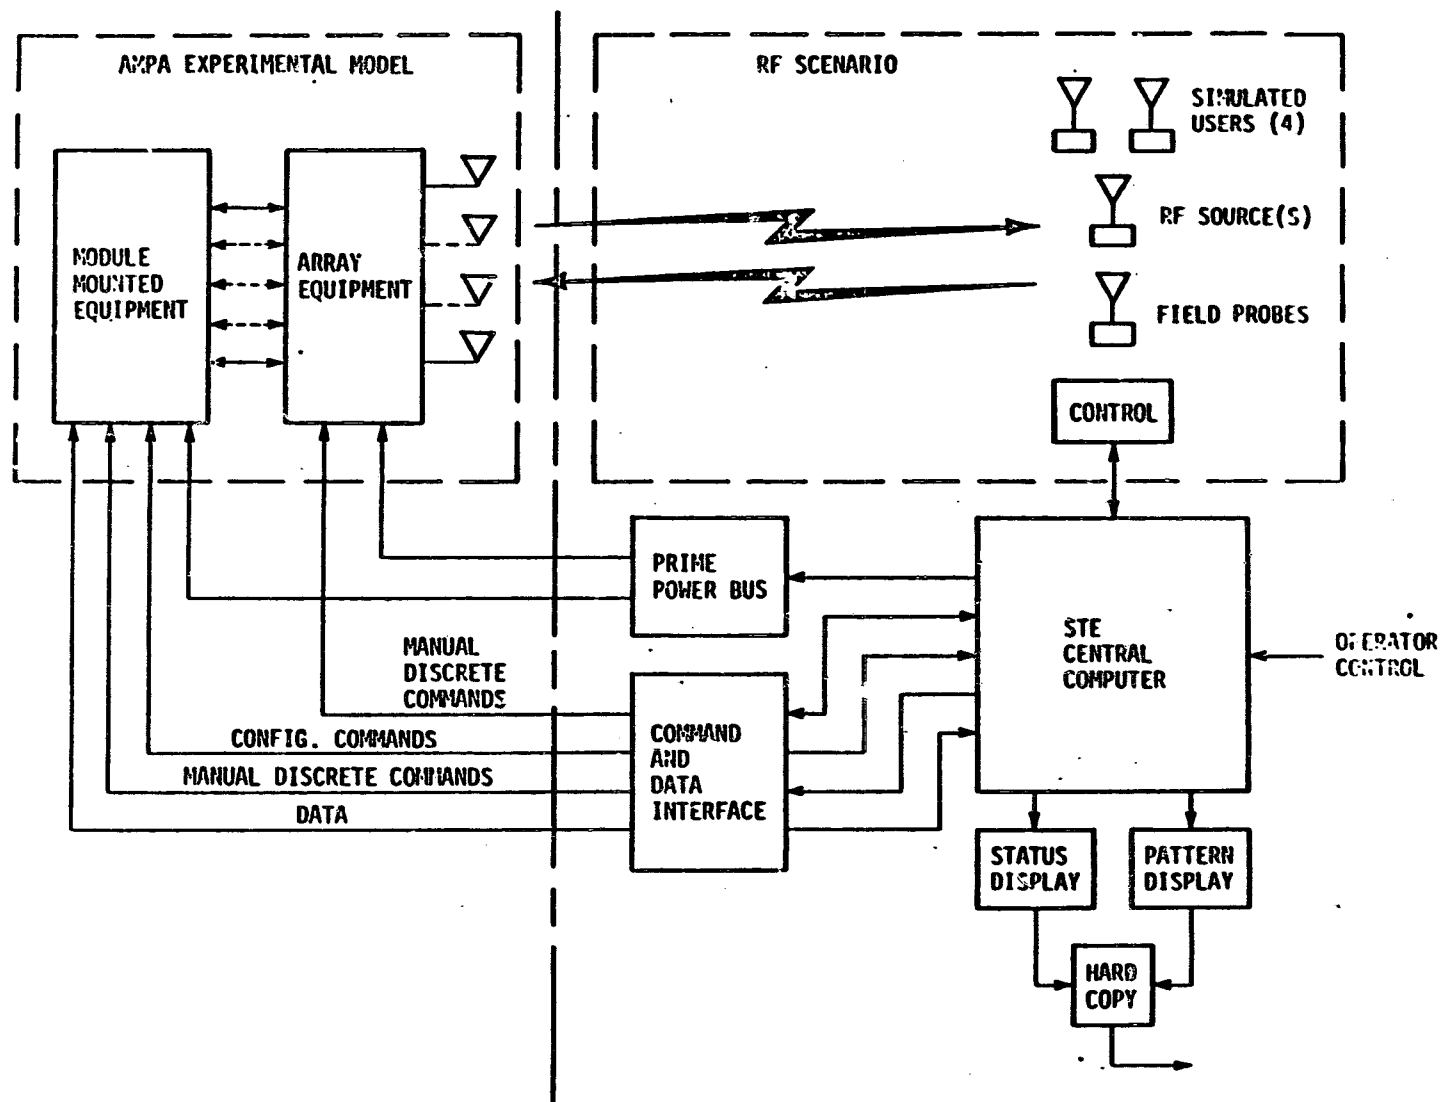 AMPA EXPERIMENTAL MODEL
RF SCENARIO
SIMULATED
USERS (4)
RF SOURCE(S)
FIELD PROBES
MODULE
MOUNTED
EQUIPMENT
ARRAY
EQUIPMENT
CONTROL
PRIME
POWER BUS
STE
CENTRAL
COMPUTER
OPERATOR
CONTROL
MANUAL
DISCRETE
COMMANDS
CONFIG. COMMANDS
MANUAL DISCRETE COMMANDS
DATA
COMMAND
AND
DATA
INTERFACE
STATUS
DISPLAY
PATTERN
DISPLAY
HARD
COPY